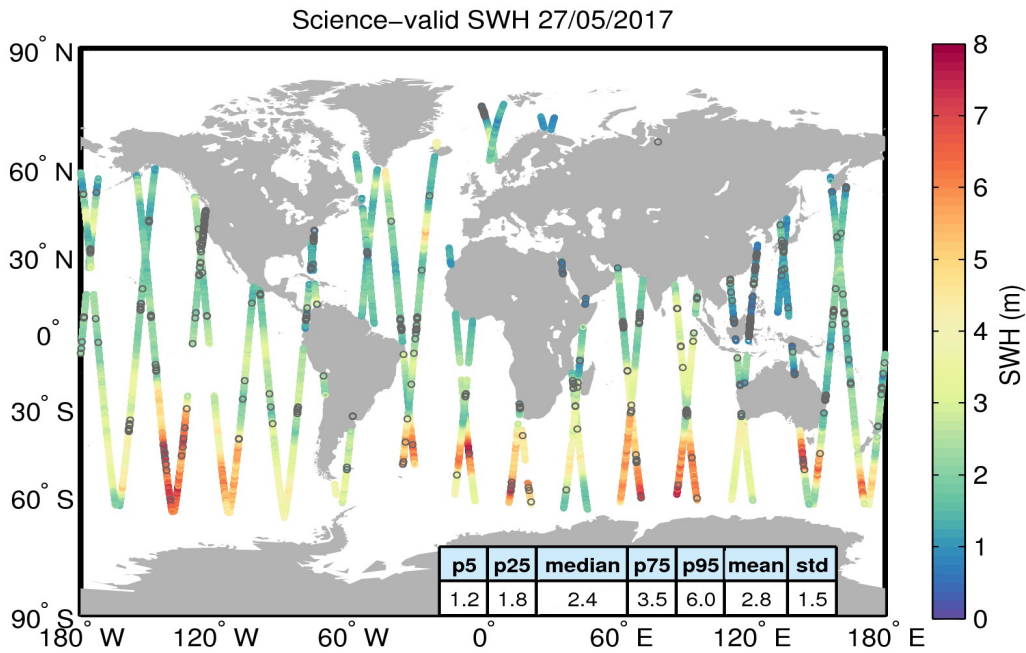 Science−valid SWH 27/05/2017
90° N
60° N
30° N
0°
30° S
60° S
90° S
180° W
120° W
60° W
0°
60° E
120° E
180° E
p5 p25 median p75 p95 mean std
1.2 1.8 2.4 3.5 6.0 2.8 1.5
8
7
6
5
4
3
2
1
0
SWH (m)